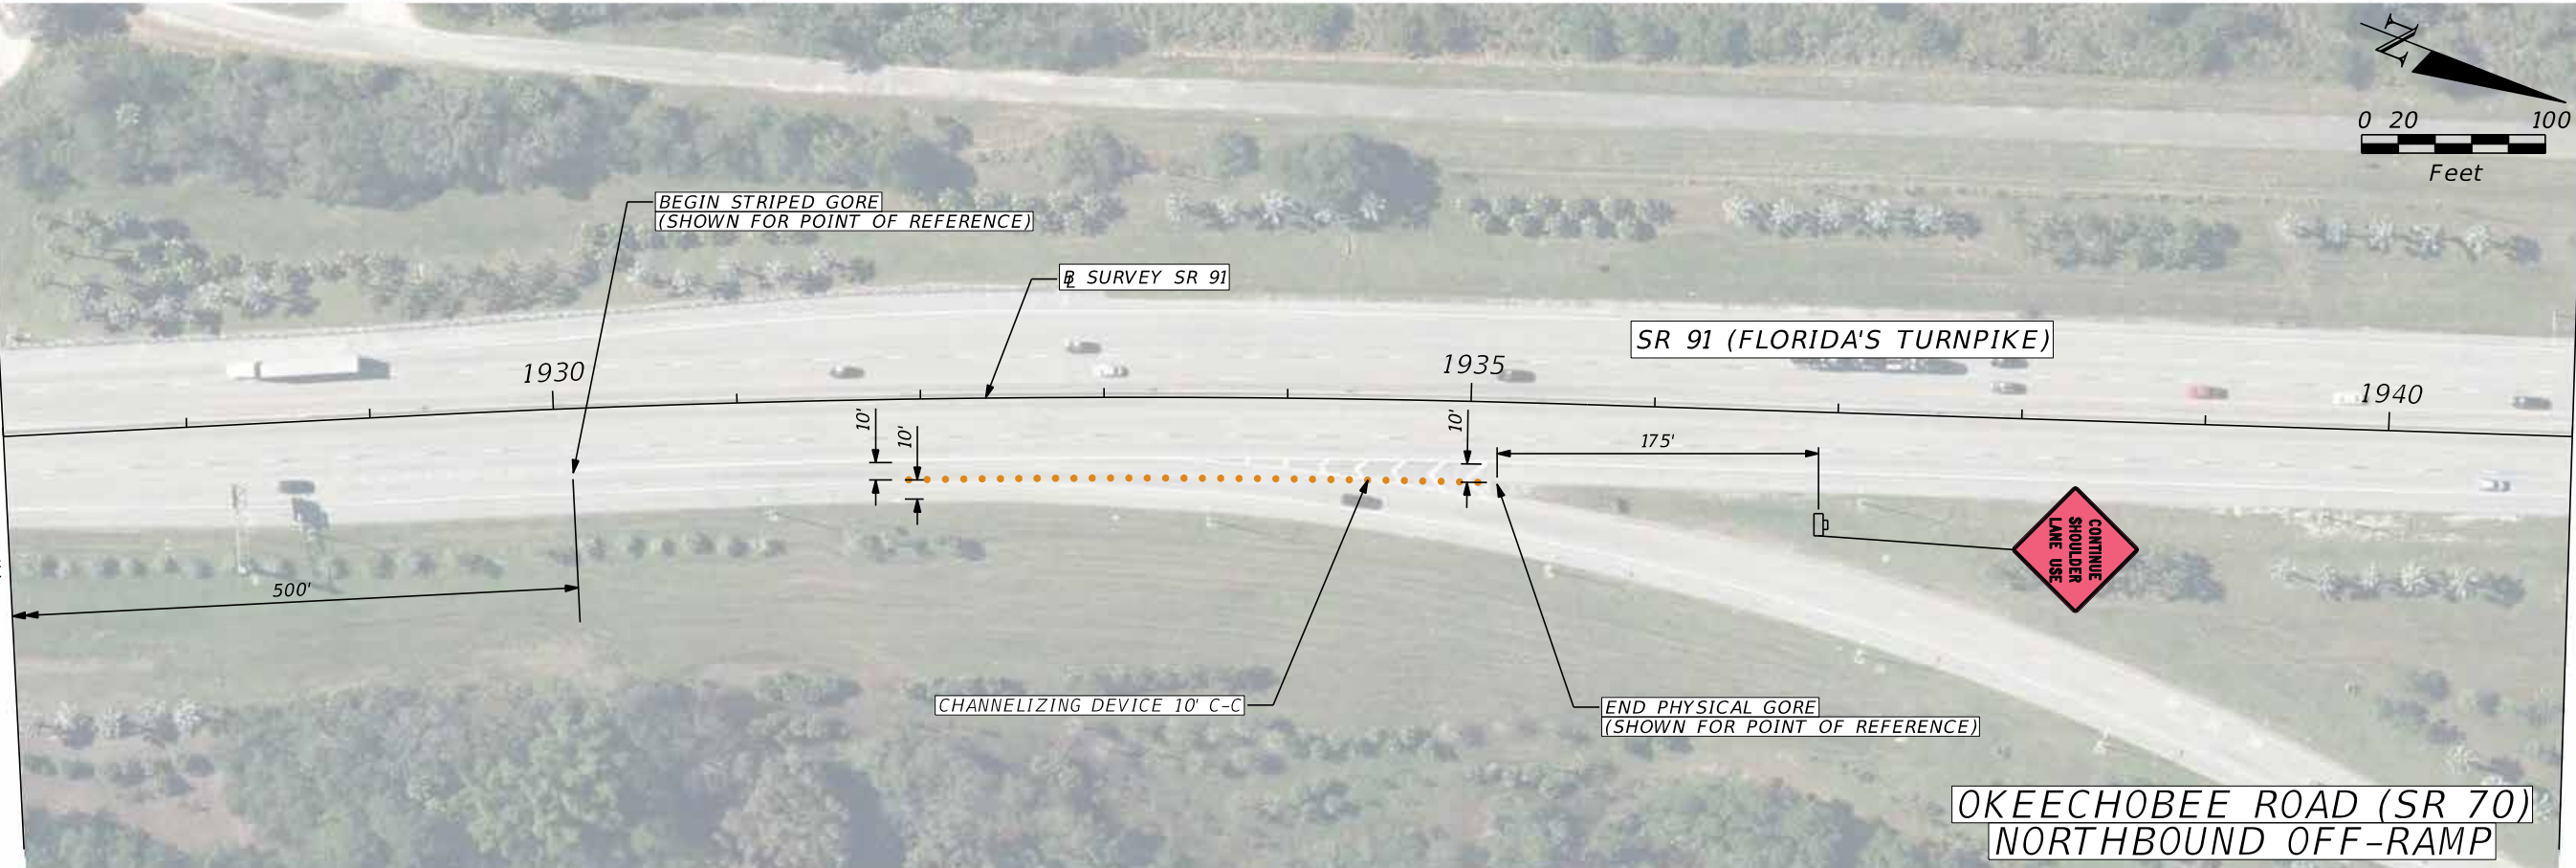 0 20 100
Feet
BEGIN STRIPED GORE
(SHOWN FOR POINT OF REFERENCE)
BL SURVEY SR 91
SR 91 (FLORIDA'S TURNPIKE)
1930
1935
1940
10'
10'
10'
175'
CONTINUE
SHOULDER
LANE USE
500'
CHANNELIZING DEVICE 10' C-C
END PHYSICAL GORE
(SHOWN FOR POINT OF REFERENCE)
OKEECHOBEE ROAD (SR 70)
NORTHBOUND OFF-RAMP